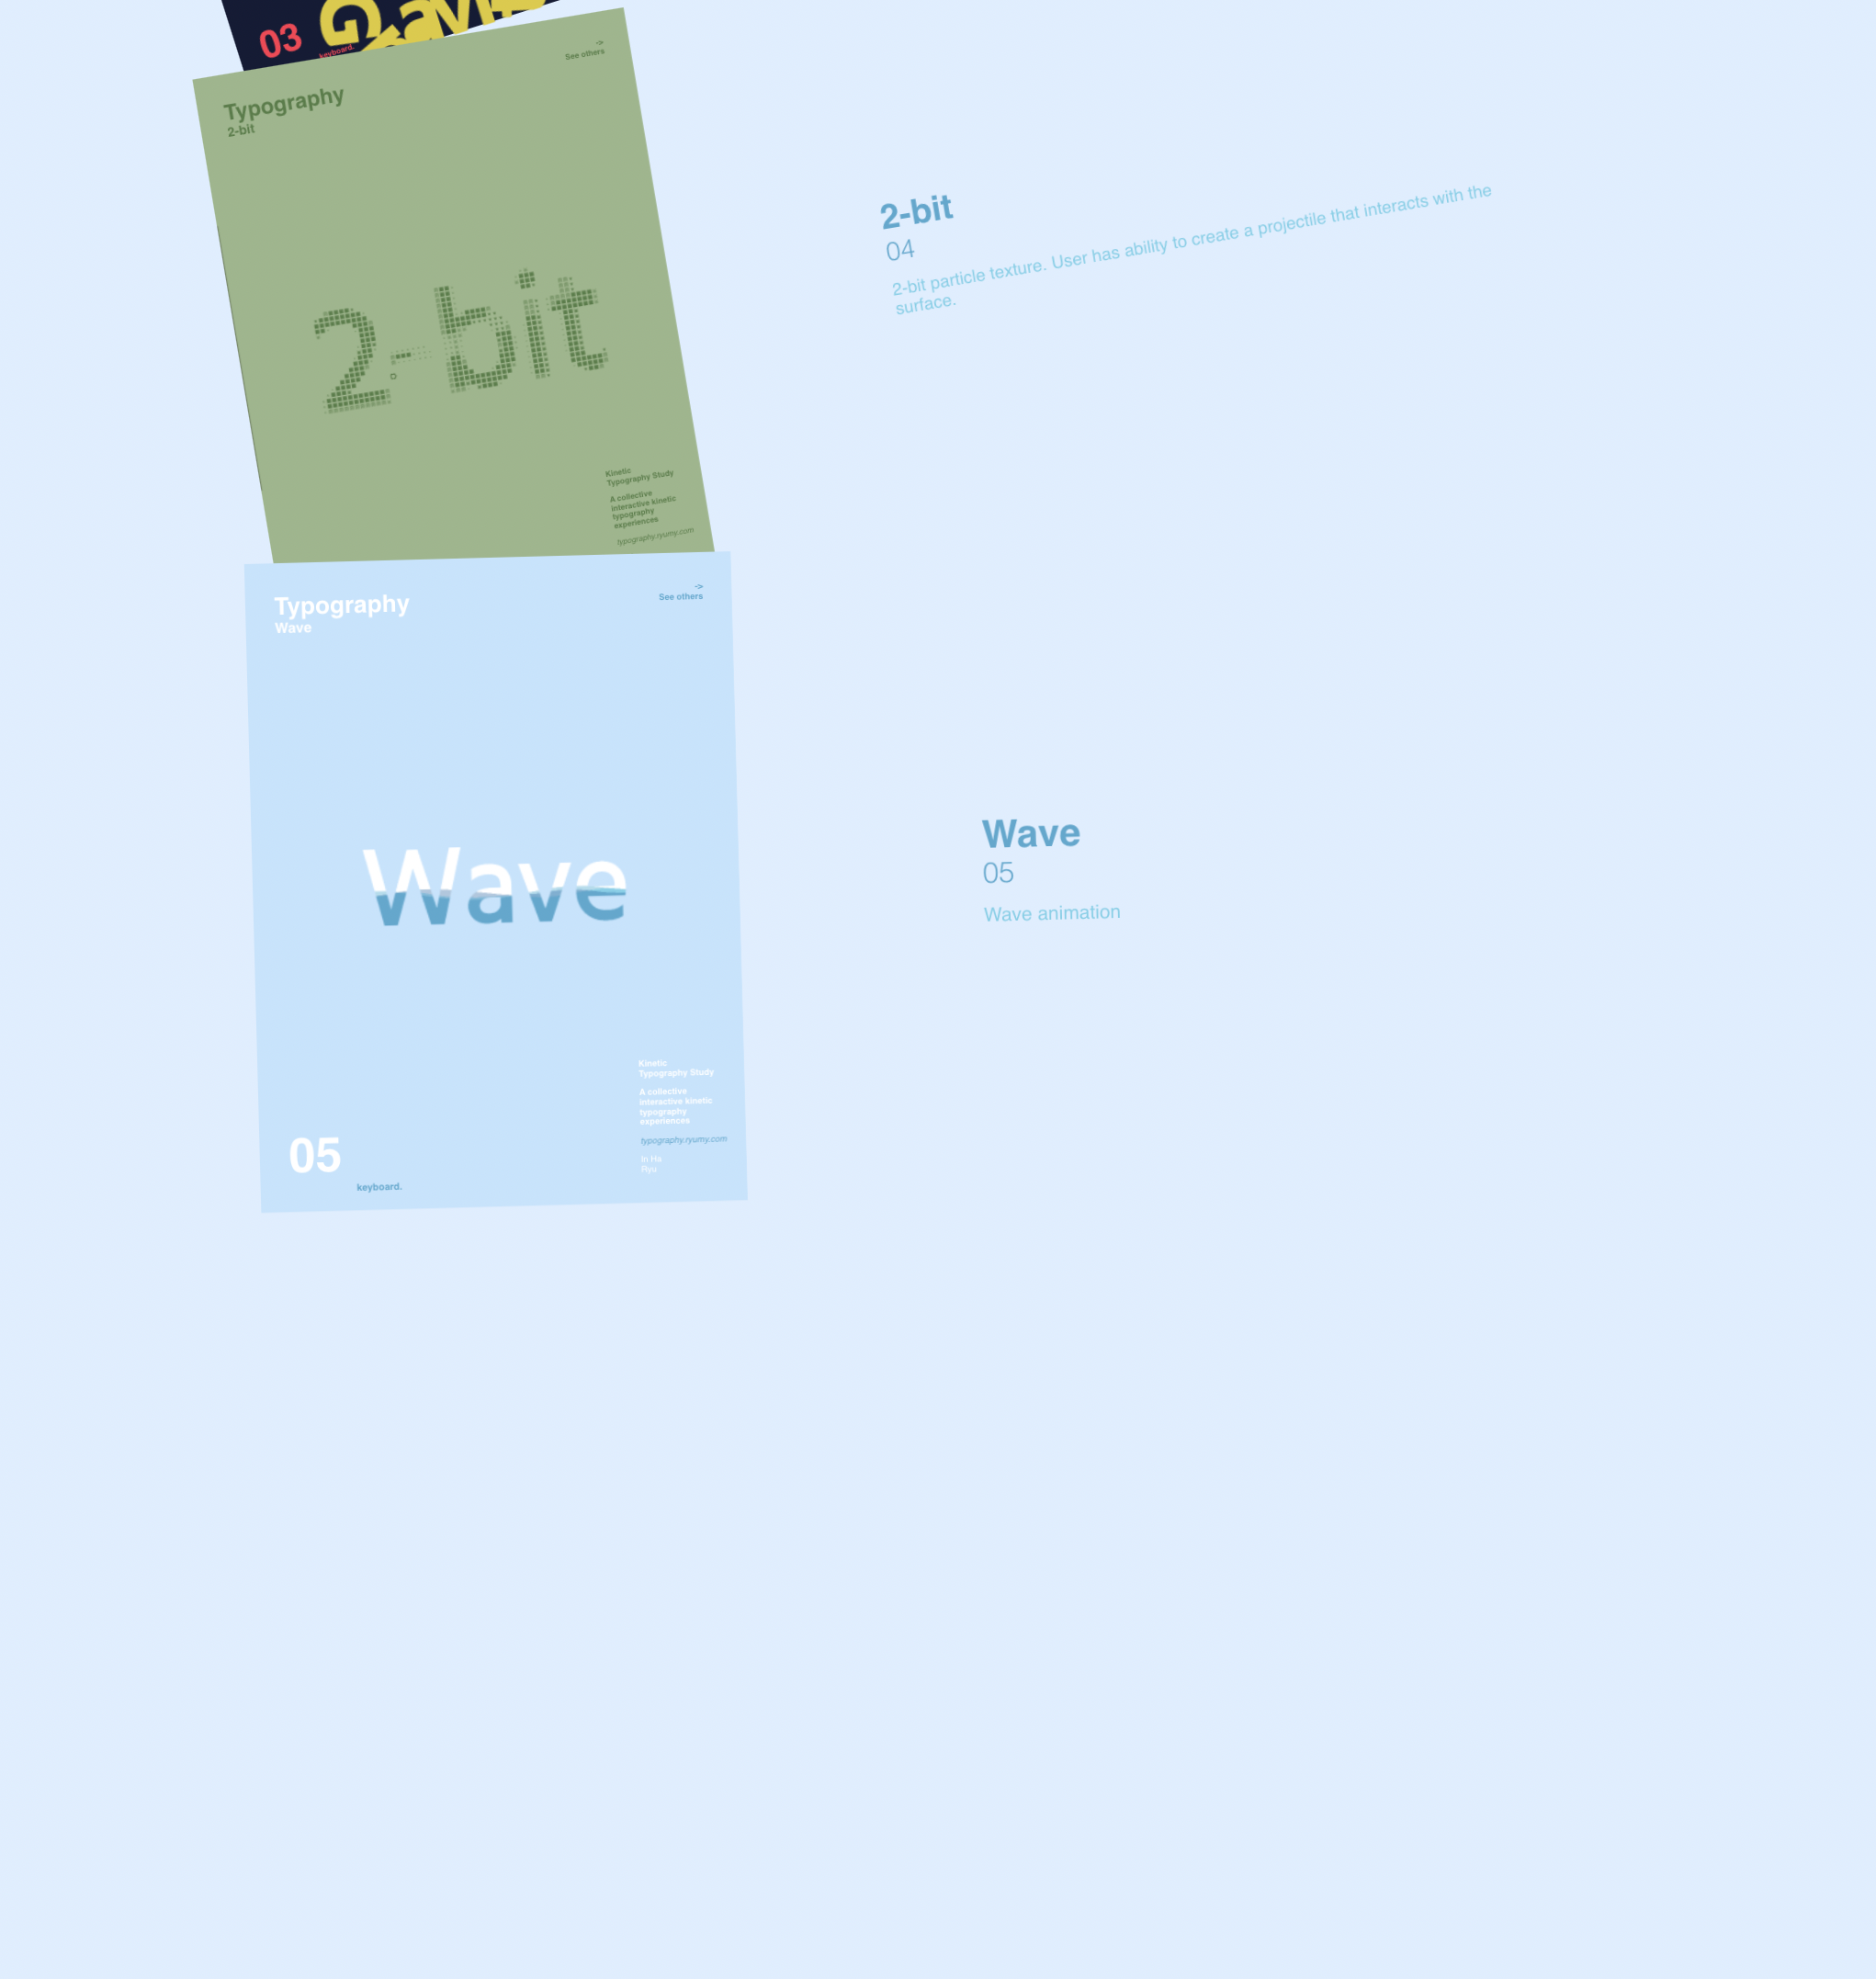 03
Gravity
keyboard.
->
See others
Typography
2-bit
2-bit
Kinetic
Typography Study
A collective
interactive kinetic
typography
experiences
typography.ryumy.com
2-bit
04
2-bit particle texture. User has ability to create a projectile that interacts with the
surface.
Typography
Wave
->
See others
Wave
Kinetic
Typography Study
A collective
interactive kinetic
typography
experiences
typography.ryumy.com
In Ha
Ryu
05
keyboard.
Wave
05
Wave animation